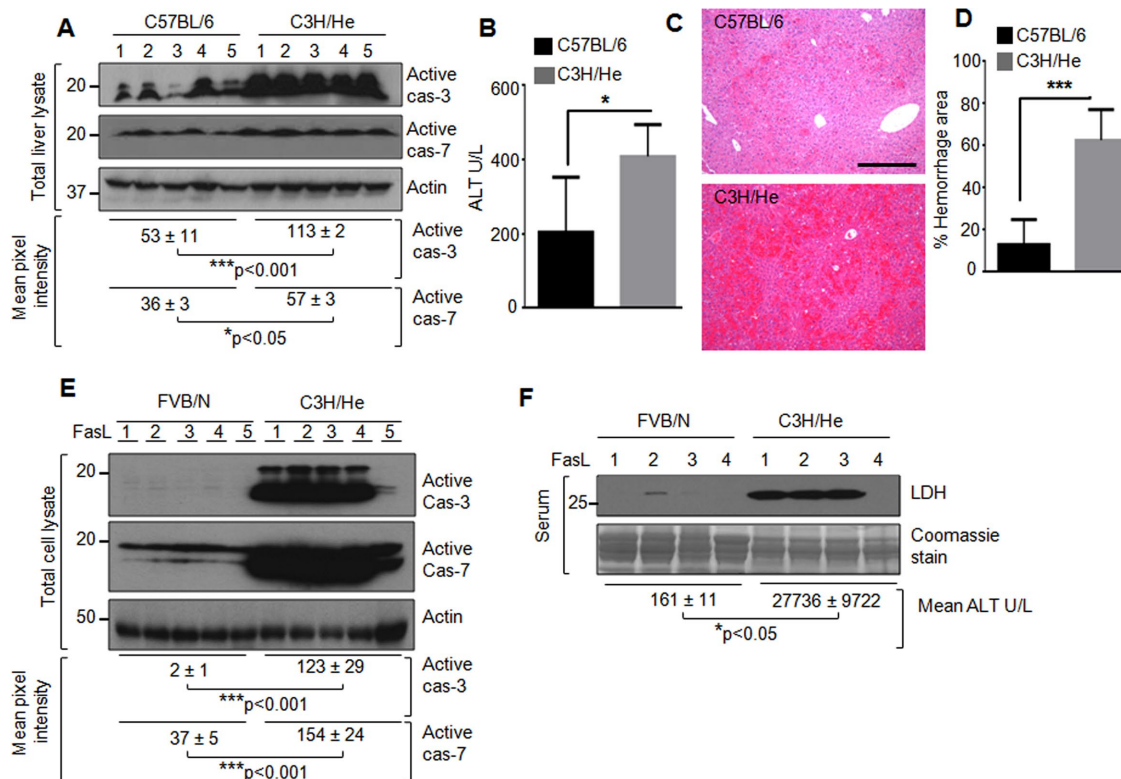 A
C57BL/6 C3H/He
1 2 3 4 5 1 2 3 4 5
Total liver lysate
20
Active
cas-3
20
Active
cas-7
37
Actin
Mean pixel
intensity
53 ± 11 113 ± 2
***p<0.001
Active
cas-3
36 ± 3 57 ± 3
*p<0.05
Active
cas-7
B
C57BL/6
C3H/He
ALT U/L
600
400
200
0
*
C
C57BL/6
C3H/He
D
C57BL/6
C3H/He
% Hemorrhage area
100
80
60
40
20
0
***
E
FVB/N C3H/He
FasL 1 2 3 4 5 1 2 3 4 5
Total cell lysate
20
Active
Cas-3
20
Active
Cas-7
50
Actin
Mean pixel
intensity
2 ± 1 123 ± 29
***p<0.001
Active
cas-3
37 ± 5 154 ± 24
***p<0.001
Active
cas-7
F
FVB/N C3H/He
FasL 1 2 3 4 1 2 3 4
Serum
25
LDH
Coomassie
stain
161 ± 11 27736 ± 9722
*p<0.05
Mean ALT U/L